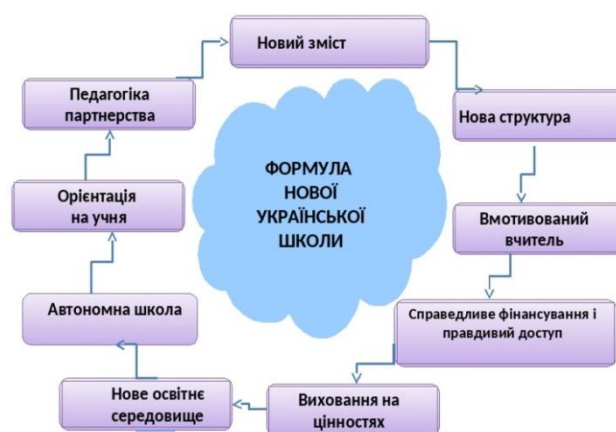 Новий зміст
Нова структура
Вмотивований
вчитель
Справедливе фінансування і
правдивий доступ
Виховання на
цінностях
Нове освітнє
середовище
Автономна школа
Орієнтація
на учня
Педагогіка
партнерства
ФОРМУЛА
НОВОЇ
УКРАЇНСЬКОЇ
ШКОЛИ